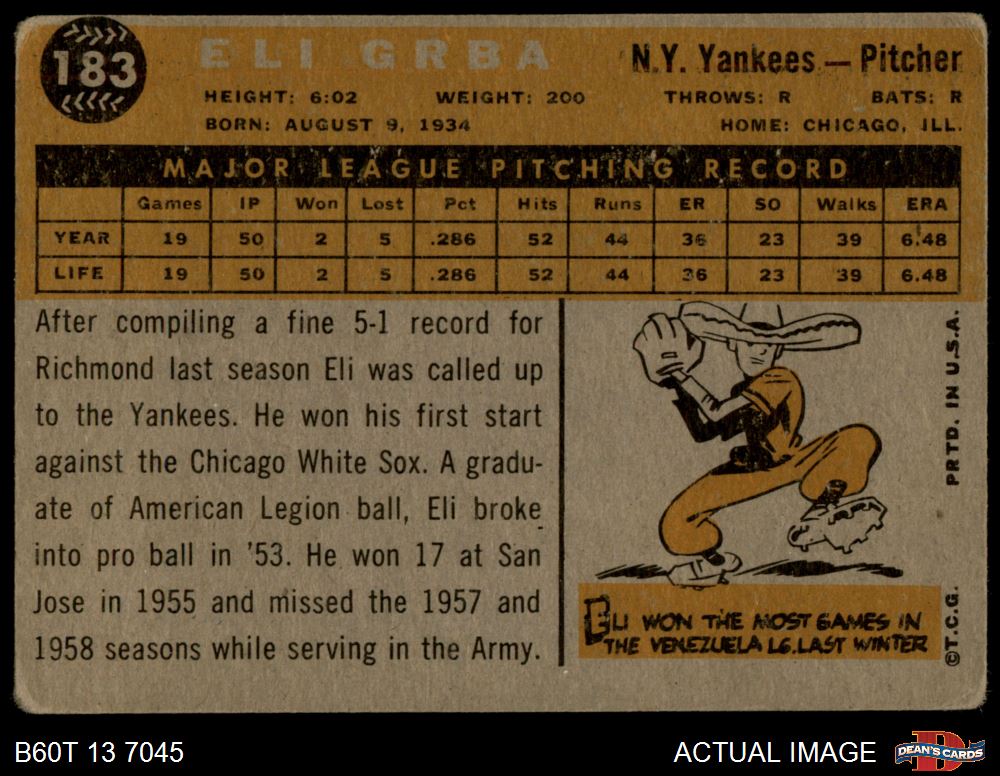 183
ELI GRBA
N.Y. Yankees — Pitcher
HEIGHT: 6:02 WEIGHT: 200 THROWS: R BATS: R
BORN: AUGUST 9, 1934 HOME: CHICAGO, ILL.
MAJOR LEAGUE PITCHING RECORD
Games IP Won Lost Pct Hits Runs ER SO Walks ERA
YEAR 19 50 2 5 .286 52 44 36 23 39 6.48
LIFE 19 50 2 5 .286 52 44 36 23 39 6.48
After compiling a fine 5-1 record for
Richmond last season Eli was called up
to the Yankees. He won his first start
against the Chicago White Sox. A gradu-
ate of American Legion ball, Eli broke
into pro ball in '53. He won 17 at San
Jose in 1955 and missed the 1957 and
1958 seasons while serving in the Army.
ELI WON THE MOST GAMES IN
THE VENEZUELA LG. LAST WINTER
©T.C.G. PRTD. IN U.S.A.
B60T 13 7045 ACTUAL IMAGE
DEAN'S CARDS